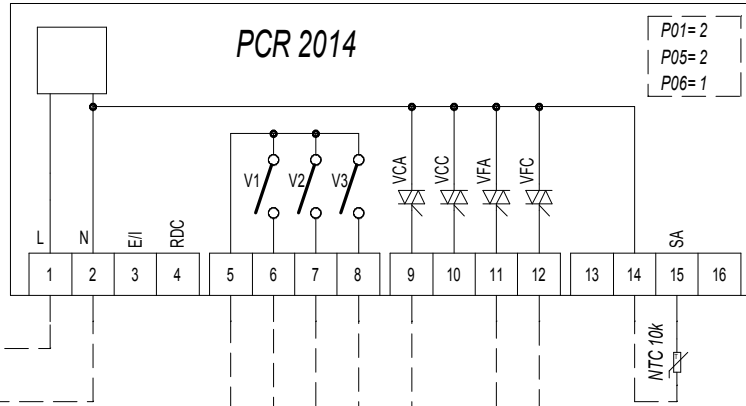 PCR 2014
P01= 2
P05= 2
P06= 1
V1
V2
V3
VCA
VCC
VFA
VFC
L
N
E/I
RDC
SA
1
2
3
4
5
6
7
8
9
10
11
12
13
14
15
16
NTC 10k